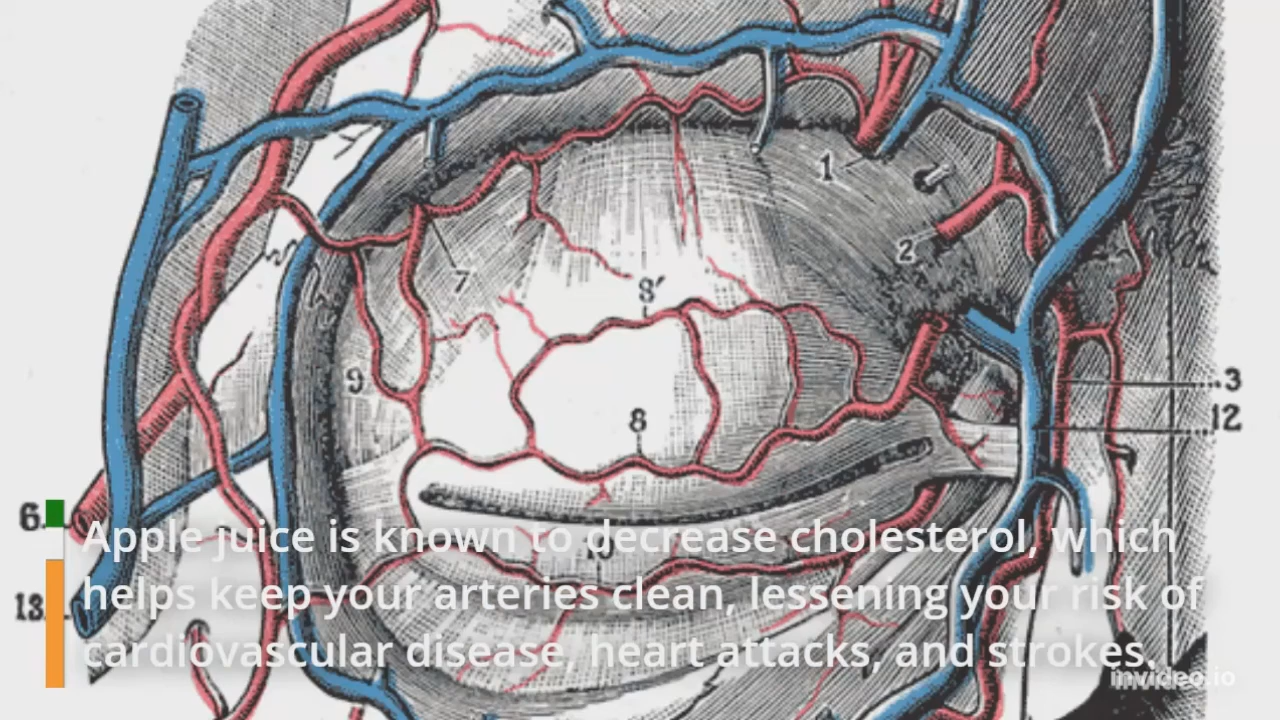 1
2
7
8′
9
8
3
12
6.
13.
Apple juice is known to decrease cholesterol, which
helps keep your arteries clean, lessening your risk of
cardiovascular disease, heart attacks, and strokes.
invideo.io